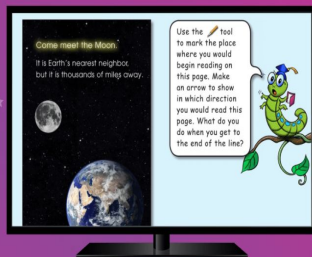 Come meet the Moon.
It is Earth's nearest neighbor,
but it is thousands of miles away.
Use the tool
to mark the place
where you would
begin reading on
this page. Make
an arrow to show
in which direction
you would read this
page. What do you
do when you get to
the end of the line?